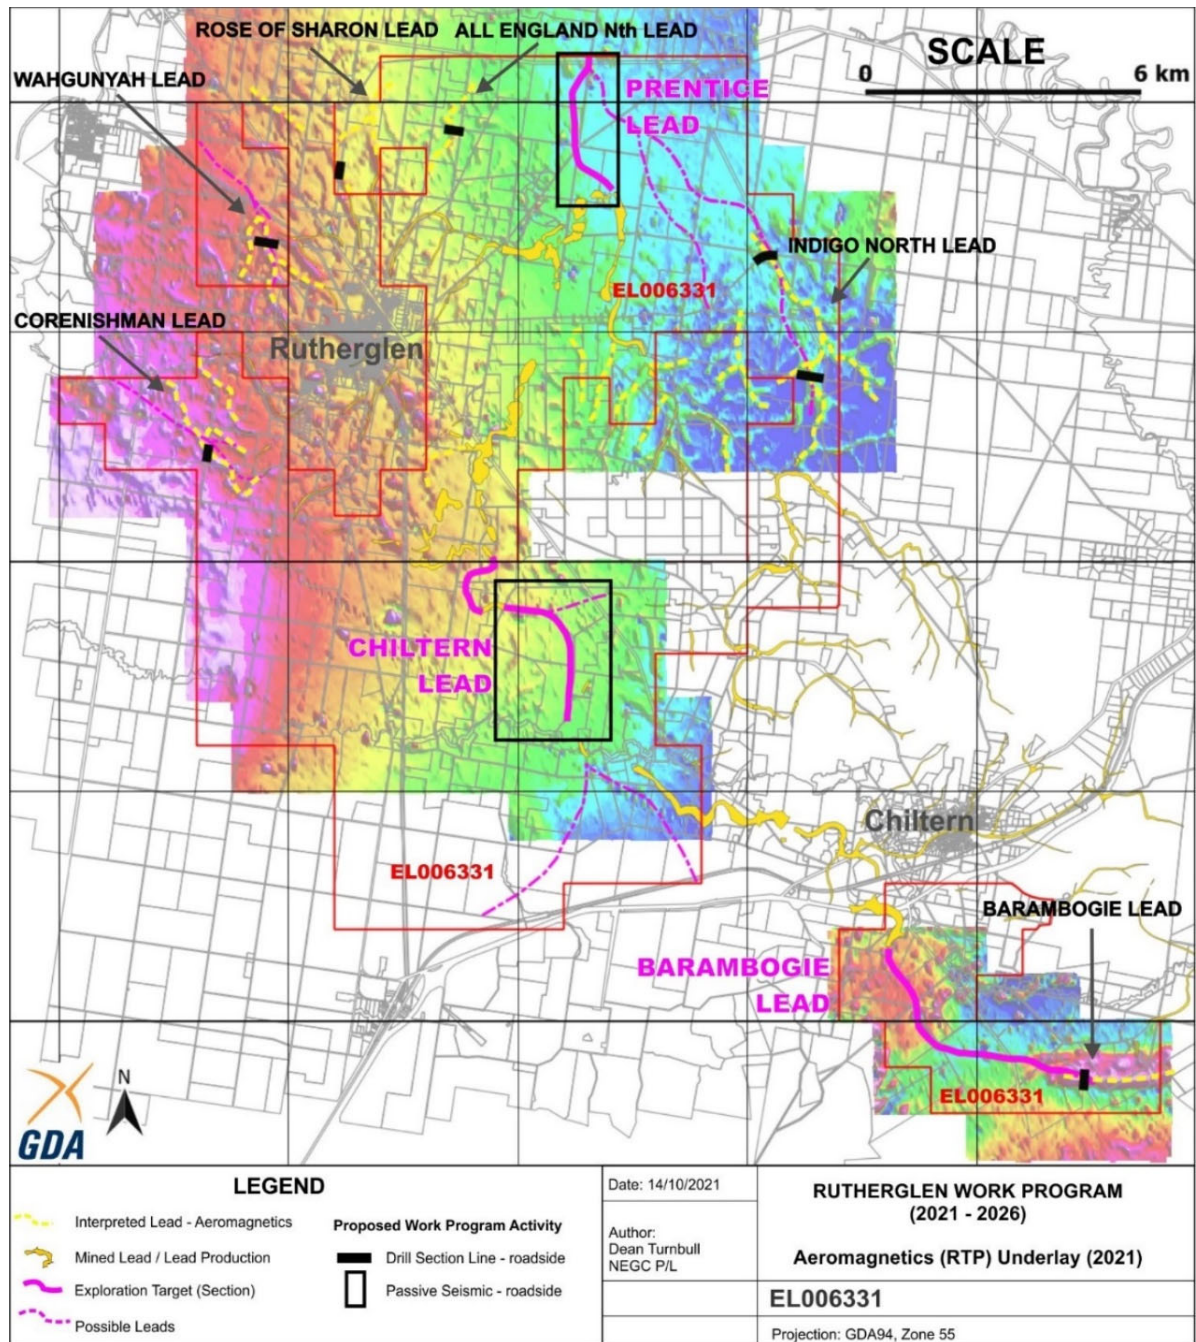 ROSE OF SHARON LEAD
ALL ENGLAND Nth LEAD
SCALE
0
6 km
WAHGUNYAH LEAD
PRENTICE
LEAD
INDIGO NORTH LEAD
EL006331
CORENISHMAN LEAD
Rutherglen
CHILTERN
LEAD
Chiltern
EL006331
BARAMBOGIE LEAD
BARAMBOGIE
LEAD
EL006331
GDA
N
LEGEND
Interpreted Lead - Aeromagnetics
Mined Lead / Lead Production
Exploration Target (Section)
Possible Leads
Proposed Work Program Activity
Drill Section Line - roadside
Passive Seismic - roadside
Date: 14/10/2021
Author:
Dean Turnbull
NEGC P/L
RUTHERGLEN WORK PROGRAM
(2021 - 2026)
Aeromagnetics (RTP) Underlay (2021)
EL006331
Projection: GDA94, Zone 55